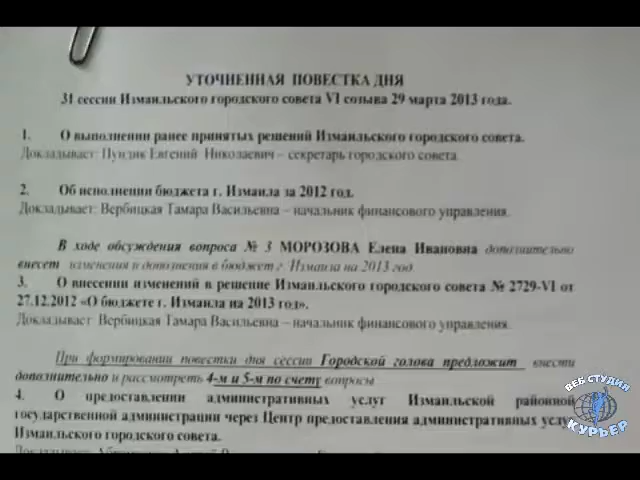 УТОЧНЕННАЯ ПОВЕСТКА ДНЯ
31 сессии Измаильского городского совета VI созыва 29 марта 2013 года.
1. О выполнении ранее принятых решений Измаильского городского совета.
Докладывает: Пундик Евгений Николаевич – секретарь городского совета.
2. Об исполнении бюджета г. Измаила за 2012 год.
Докладывает: Вербицкая Тамара Васильевна – начальник финансового управления.
В ходе обсуждения вопроса № 3 МОРОЗОВА Елена Ивановна дополнительно
внесет изменения и дополнения в бюджет г. Измаила на 2013 год
3. О внесении изменений в решение Измаильского городского совета № 2729-VI от
27.12.2012 «О бюджете г. Измаила на 2013 год».
Докладывает: Вербицкая Тамара Васильевна – начальник финансового управления.
При формировании повестки дня сессии Городской голова предложит внести
дополнительно и рассмотреть 4-м и 5-м по счету вопросы
4. О предоставлении административных услуг Измаильской районной
государственной администрации через Центр предоставления административных услуг
Измаильского городского совета.
ВЕБ СТУДИЯ
КУРЬЕР